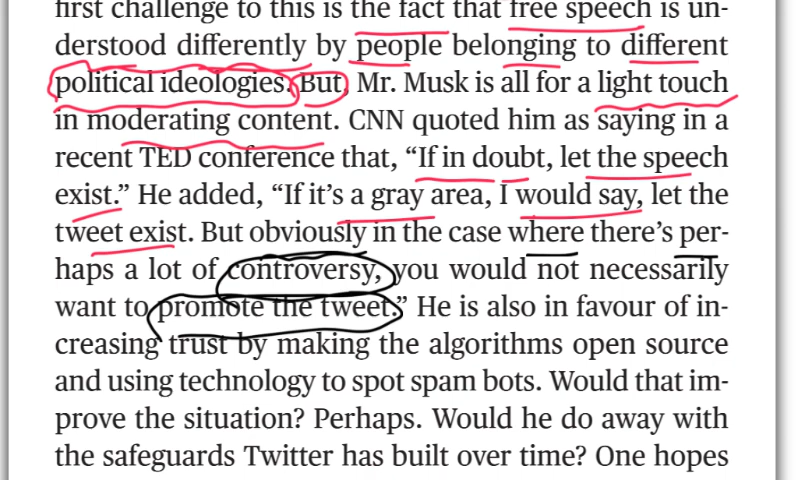 first challenge to this is the fact that free speech is un-
derstood differently by people belonging to different
political ideologies. But, Mr. Musk is all for a light touch
in moderating content. CNN quoted him as saying in a
recent TED conference that, “If in doubt, let the speech
exist.” He added, “If it’s a gray area, I would say, let the
tweet exist. But obviously in the case where there’s per-
haps a lot of controversy, you would not necessarily
want to promote the tweet.” He is also in favour of in-
creasing trust by making the algorithms open source
and using technology to spot spam bots. Would that im-
prove the situation? Perhaps. Would he do away with
the safeguards Twitter has built over time? One hopes